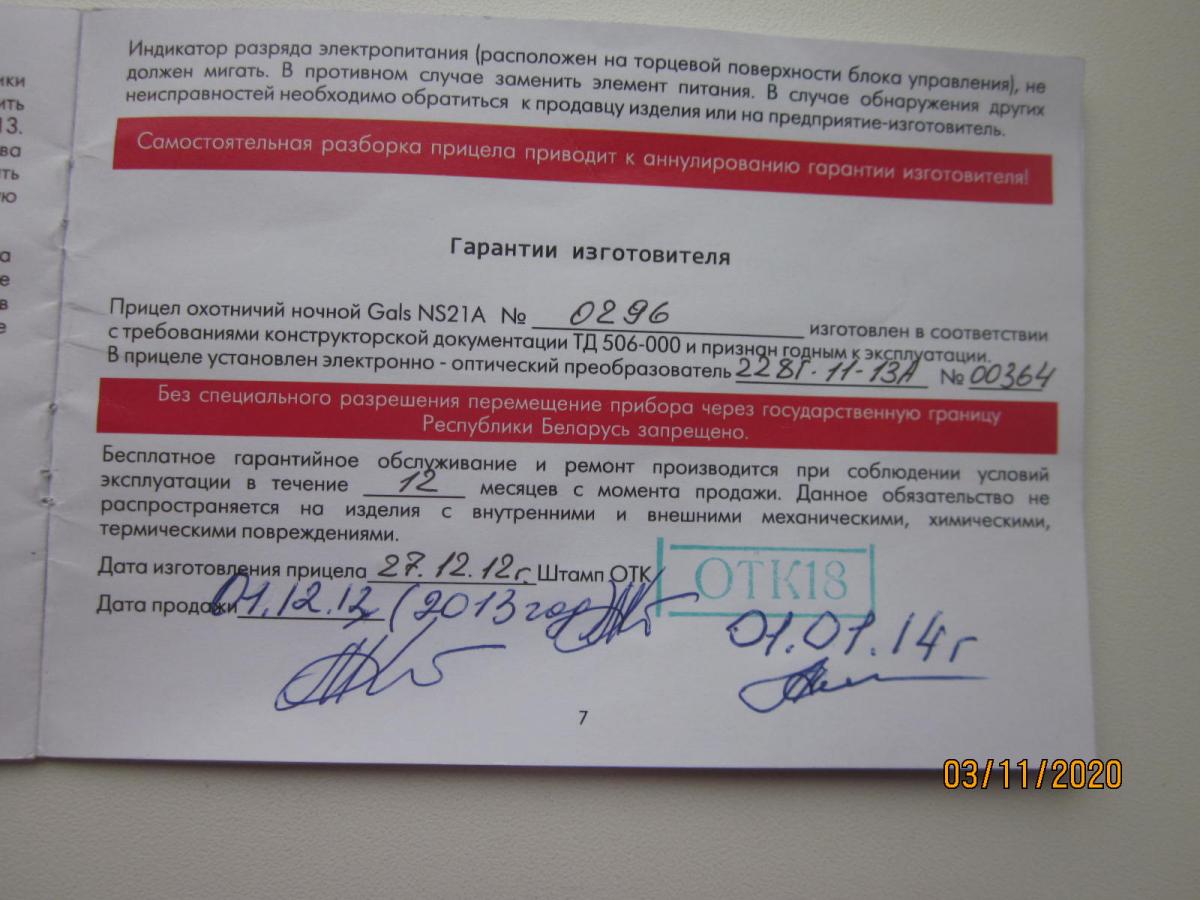 Индикатор разряда электропитания (расположен на торцевой поверхности блока управления), не
должен мигать. В противном случае заменить элемент питания. В случае обнаружения других
неисправностей необходимо обратиться к продавцу изделия или на предприятие-изготовитель.
Самостоятельная разборка прицела приводит к аннулированию гарантии изготовителя!
Гарантии изготовителя
Прицел охотничий ночной Gals NS21A № 0296 изготовлен в соответствии
с требованиями конструкторской документации ТД 506-000 и признан годным к эксплуатации.
В прицеле установлен электронно - оптический преобразователь 228Г-11-13А № 00364
Без специального разрешения перемещение прибора через государственную границу
Республики Беларусь запрещено.
Бесплатное гарантийное обслуживание и ремонт производится при соблюдении условий
эксплуатации в течение 12 месяцев с момента продажи. Данное обязательство не
распространяется на изделия с внутренними и внешними механическими, химическими,
термическими повреждениями.
Дата изготовления прицела 27.12.12г. Штамп ОТК ОТК18
Дата продажи 01.12.13 (2013 год)
01.01.14г
7
03/11/2020